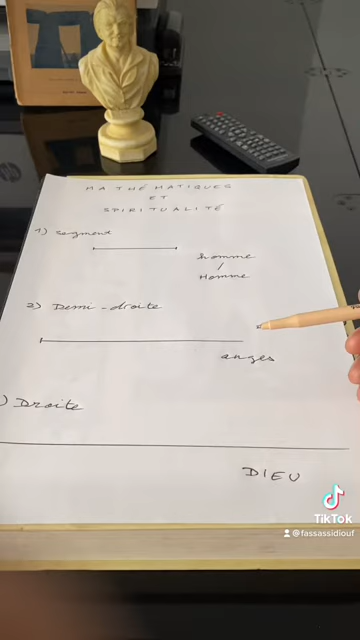 MATHÉMATIQUES
ET
SPIRITUALITÉ
1) Segment
homme
/
Homme
2) Demi-droite
anges
) Droite
DIEU
TikTok
@fassassidiouf